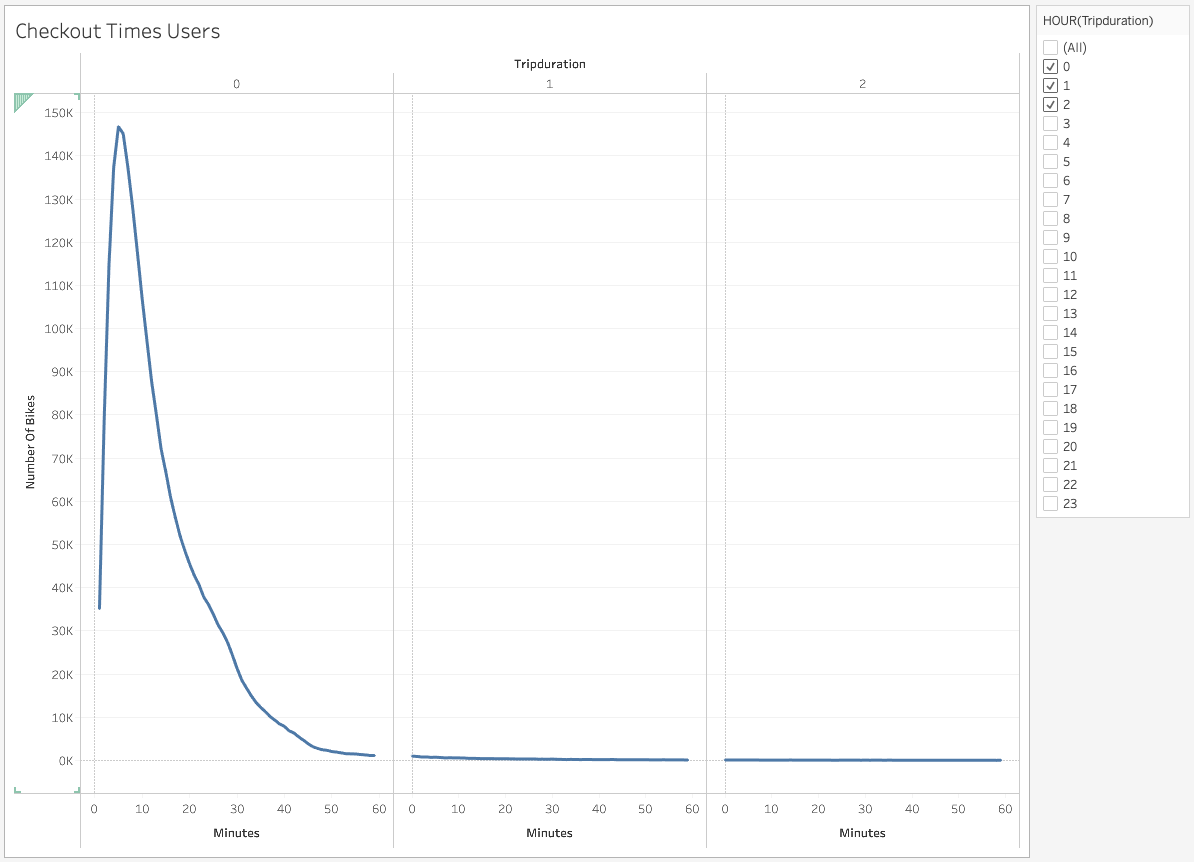 Checkout Times Users
Tripduration
0 1 2
150K
140K
130K
120K
110K
100K
90K
80K
70K
60K
50K
40K
30K
20K
10K
0K
Number Of Bikes
0 10 20 30 40 50 60 0 10 20 30 40 50 60 0 10 20 30 40 50 60
Minutes Minutes Minutes
HOUR(Tripduration)
(All)
0
1
2
3
4
5
6
7
8
9
10
11
12
13
14
15
16
17
18
19
20
21
22
23